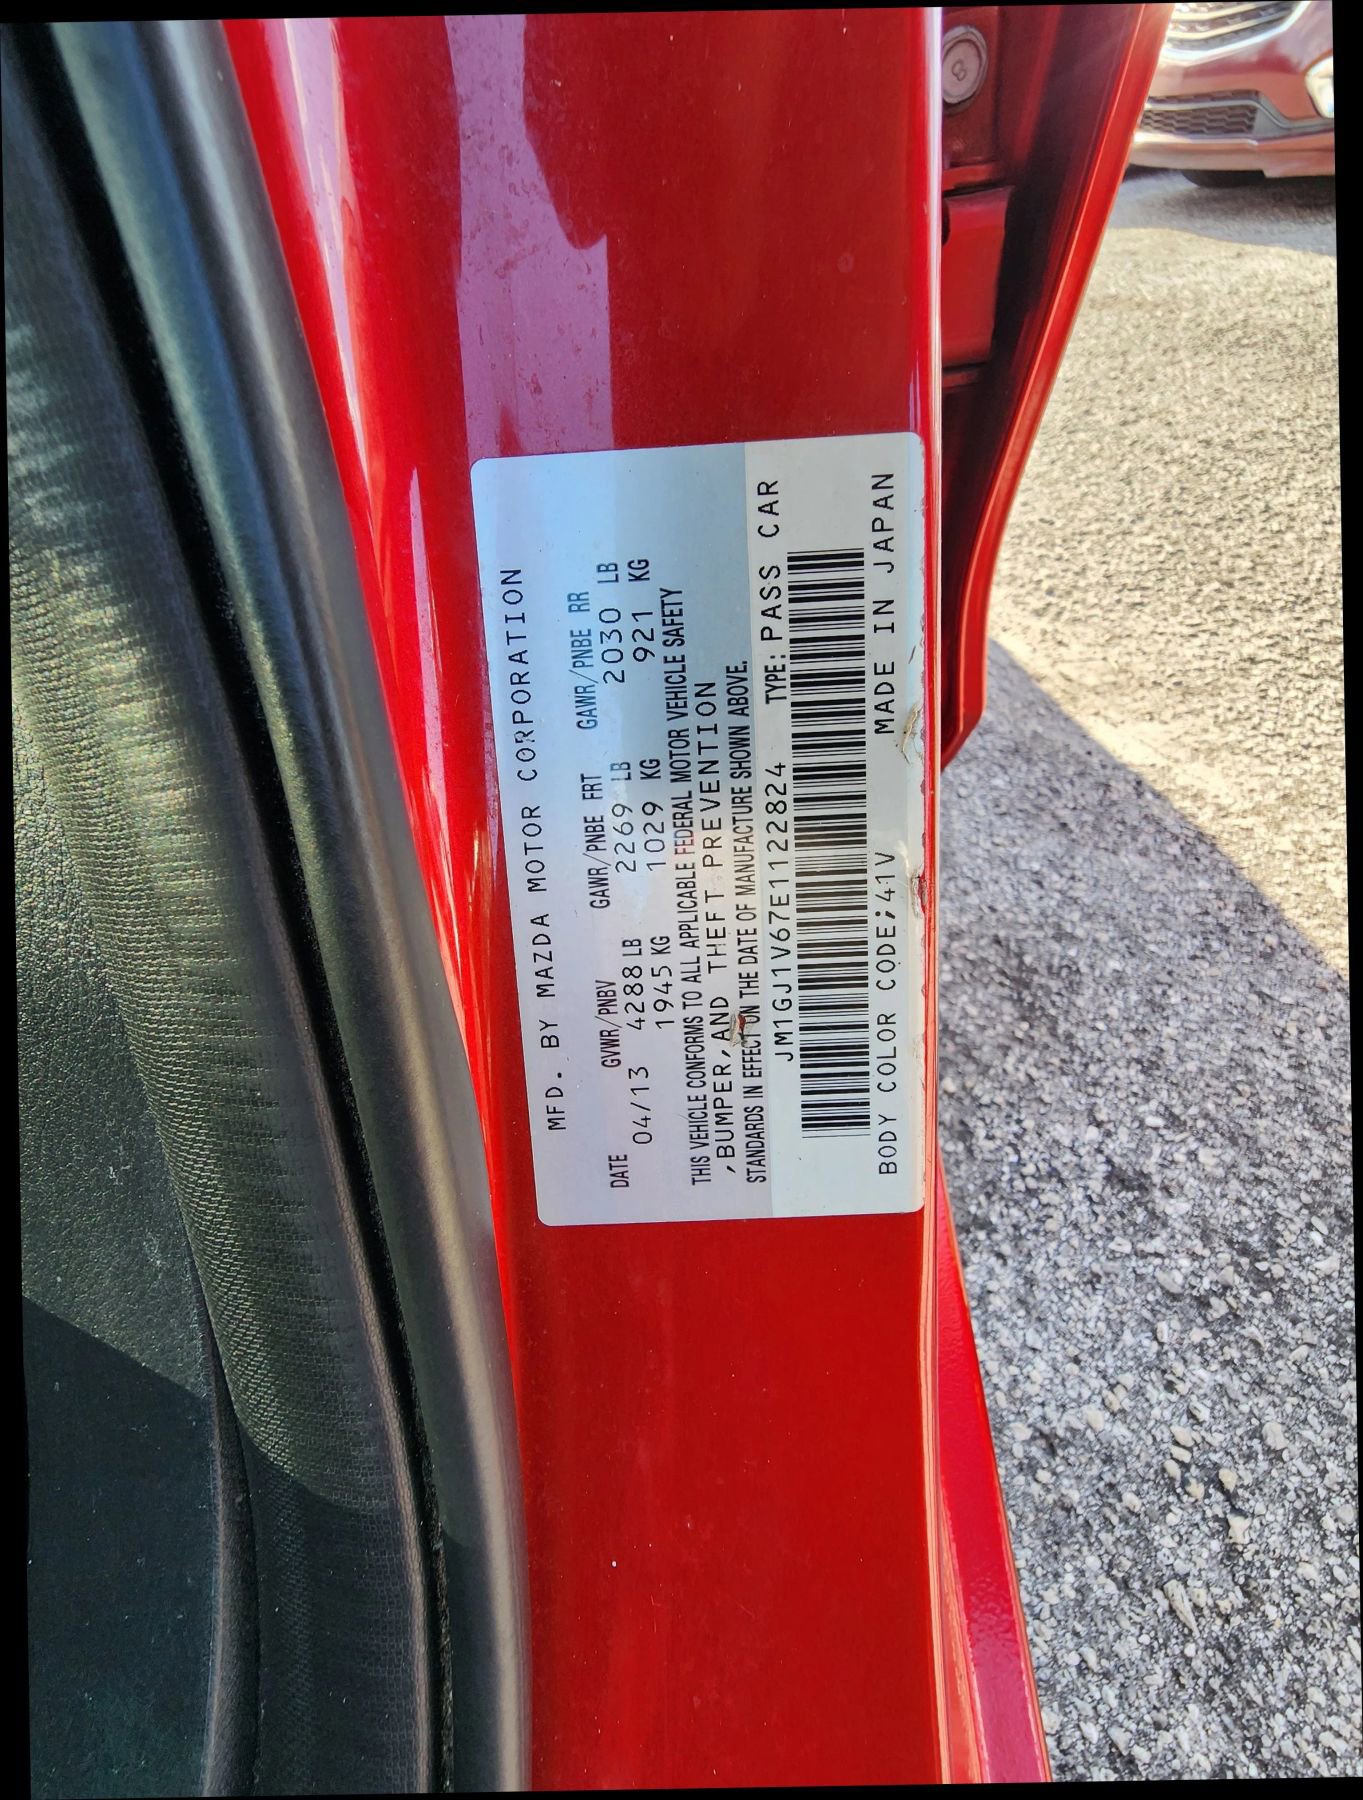 MFD. BY MAZDA MOTOR CORPORATION
DATE GVWR/PNBV GAWR/PNBE FRT GAWR/PNBE RR
04/13 4288 LB 2269 LB 2030 LB
1945 KG 1029 KG 921 KG
THIS VEHICLE CONFORMS TO ALL APPLICABLE FEDERAL MOTOR VEHICLE SAFETY
,BUMPER,AND THEFT PREVENTION
STANDARDS IN EFFECT ON THE DATE OF MANUFACTURE SHOWN ABOVE.
JM1GJ1V67E1122824 TYPE: PASS CAR
BODY COLOR CODE;41V MADE IN JAPAN
8